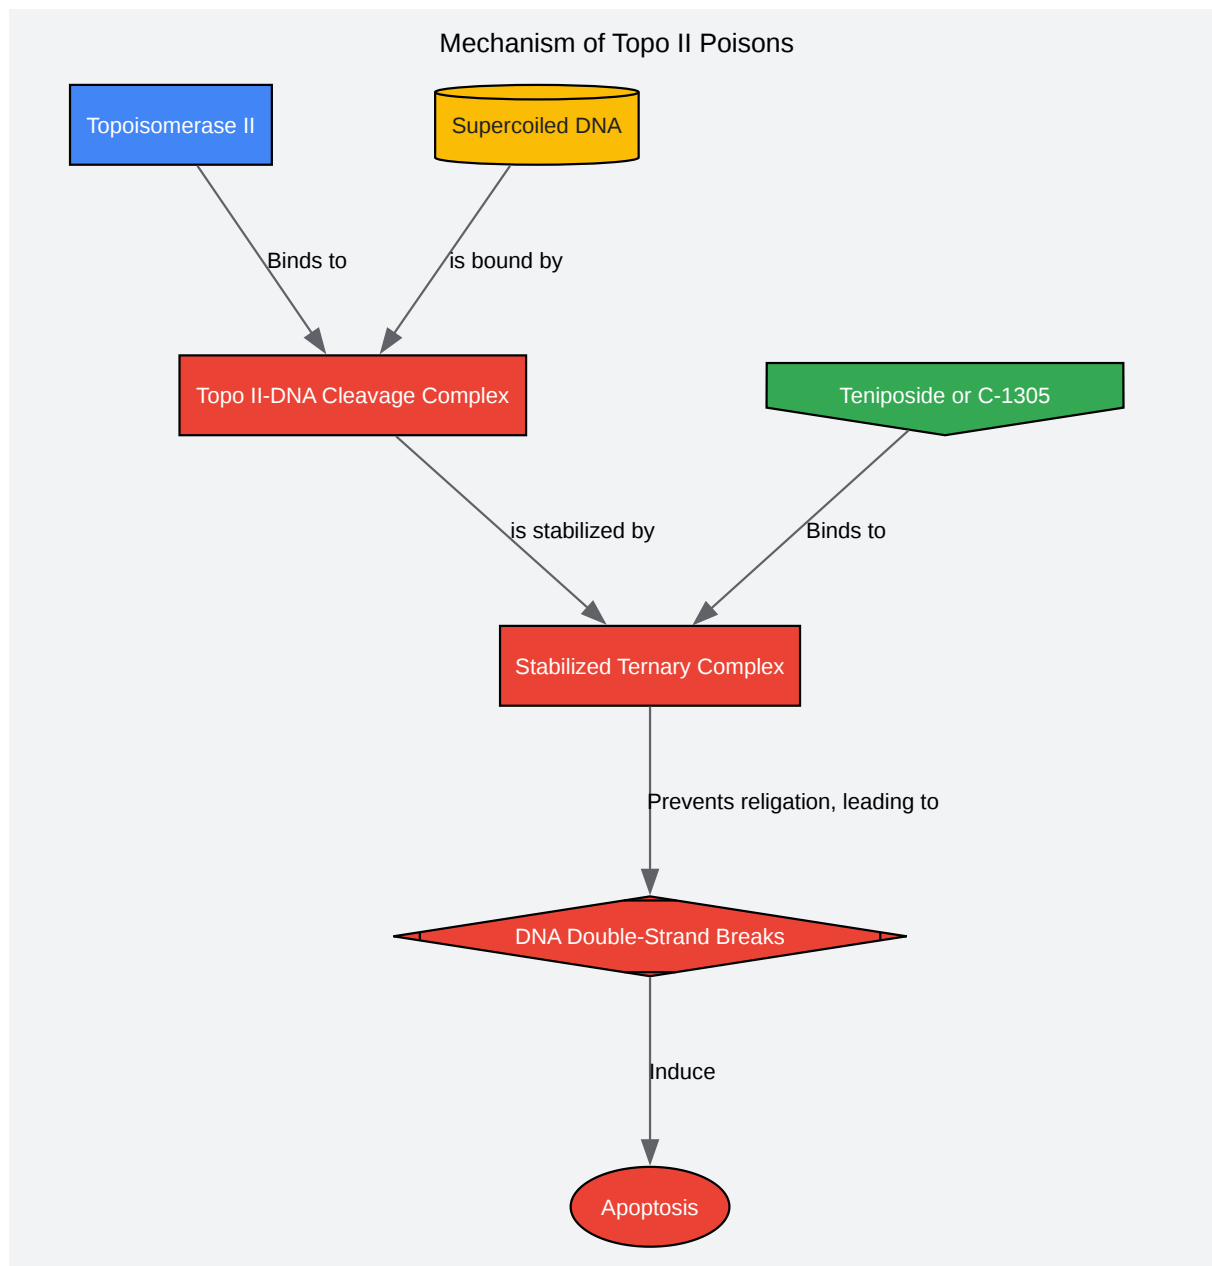 Mechanism of Topo II Poisons
Topoisomerase II
Supercoiled DNA
Binds to
is bound by
Topo II-DNA Cleavage Complex
Teniposide or C-1305
is stabilized by
Binds to
Stabilized Ternary Complex
Prevents religation, leading to
DNA Double-Strand Breaks
Induce
Apoptosis